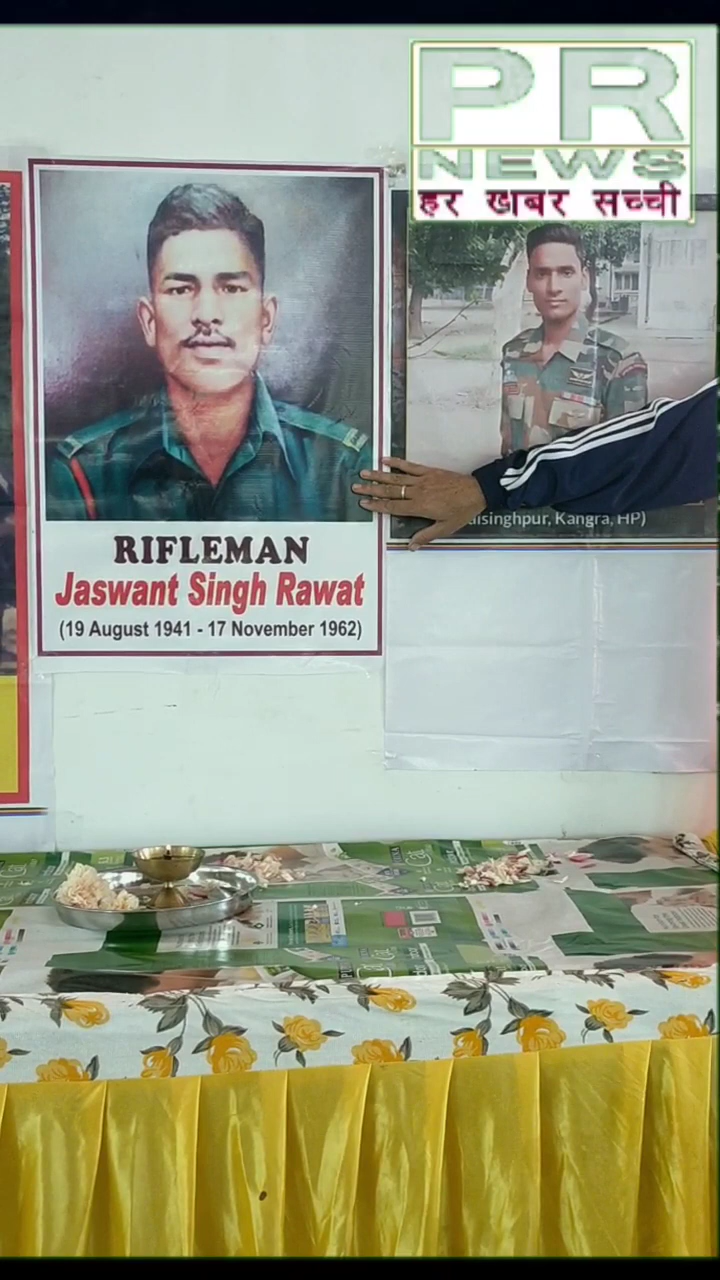 PR
NEWS
हर खबर सच्ची
RIFLEMAN
Jaswant Singh Rawat
(19 August 1941 - 17 November 1962)
aisinghpur, Kangra, HP)